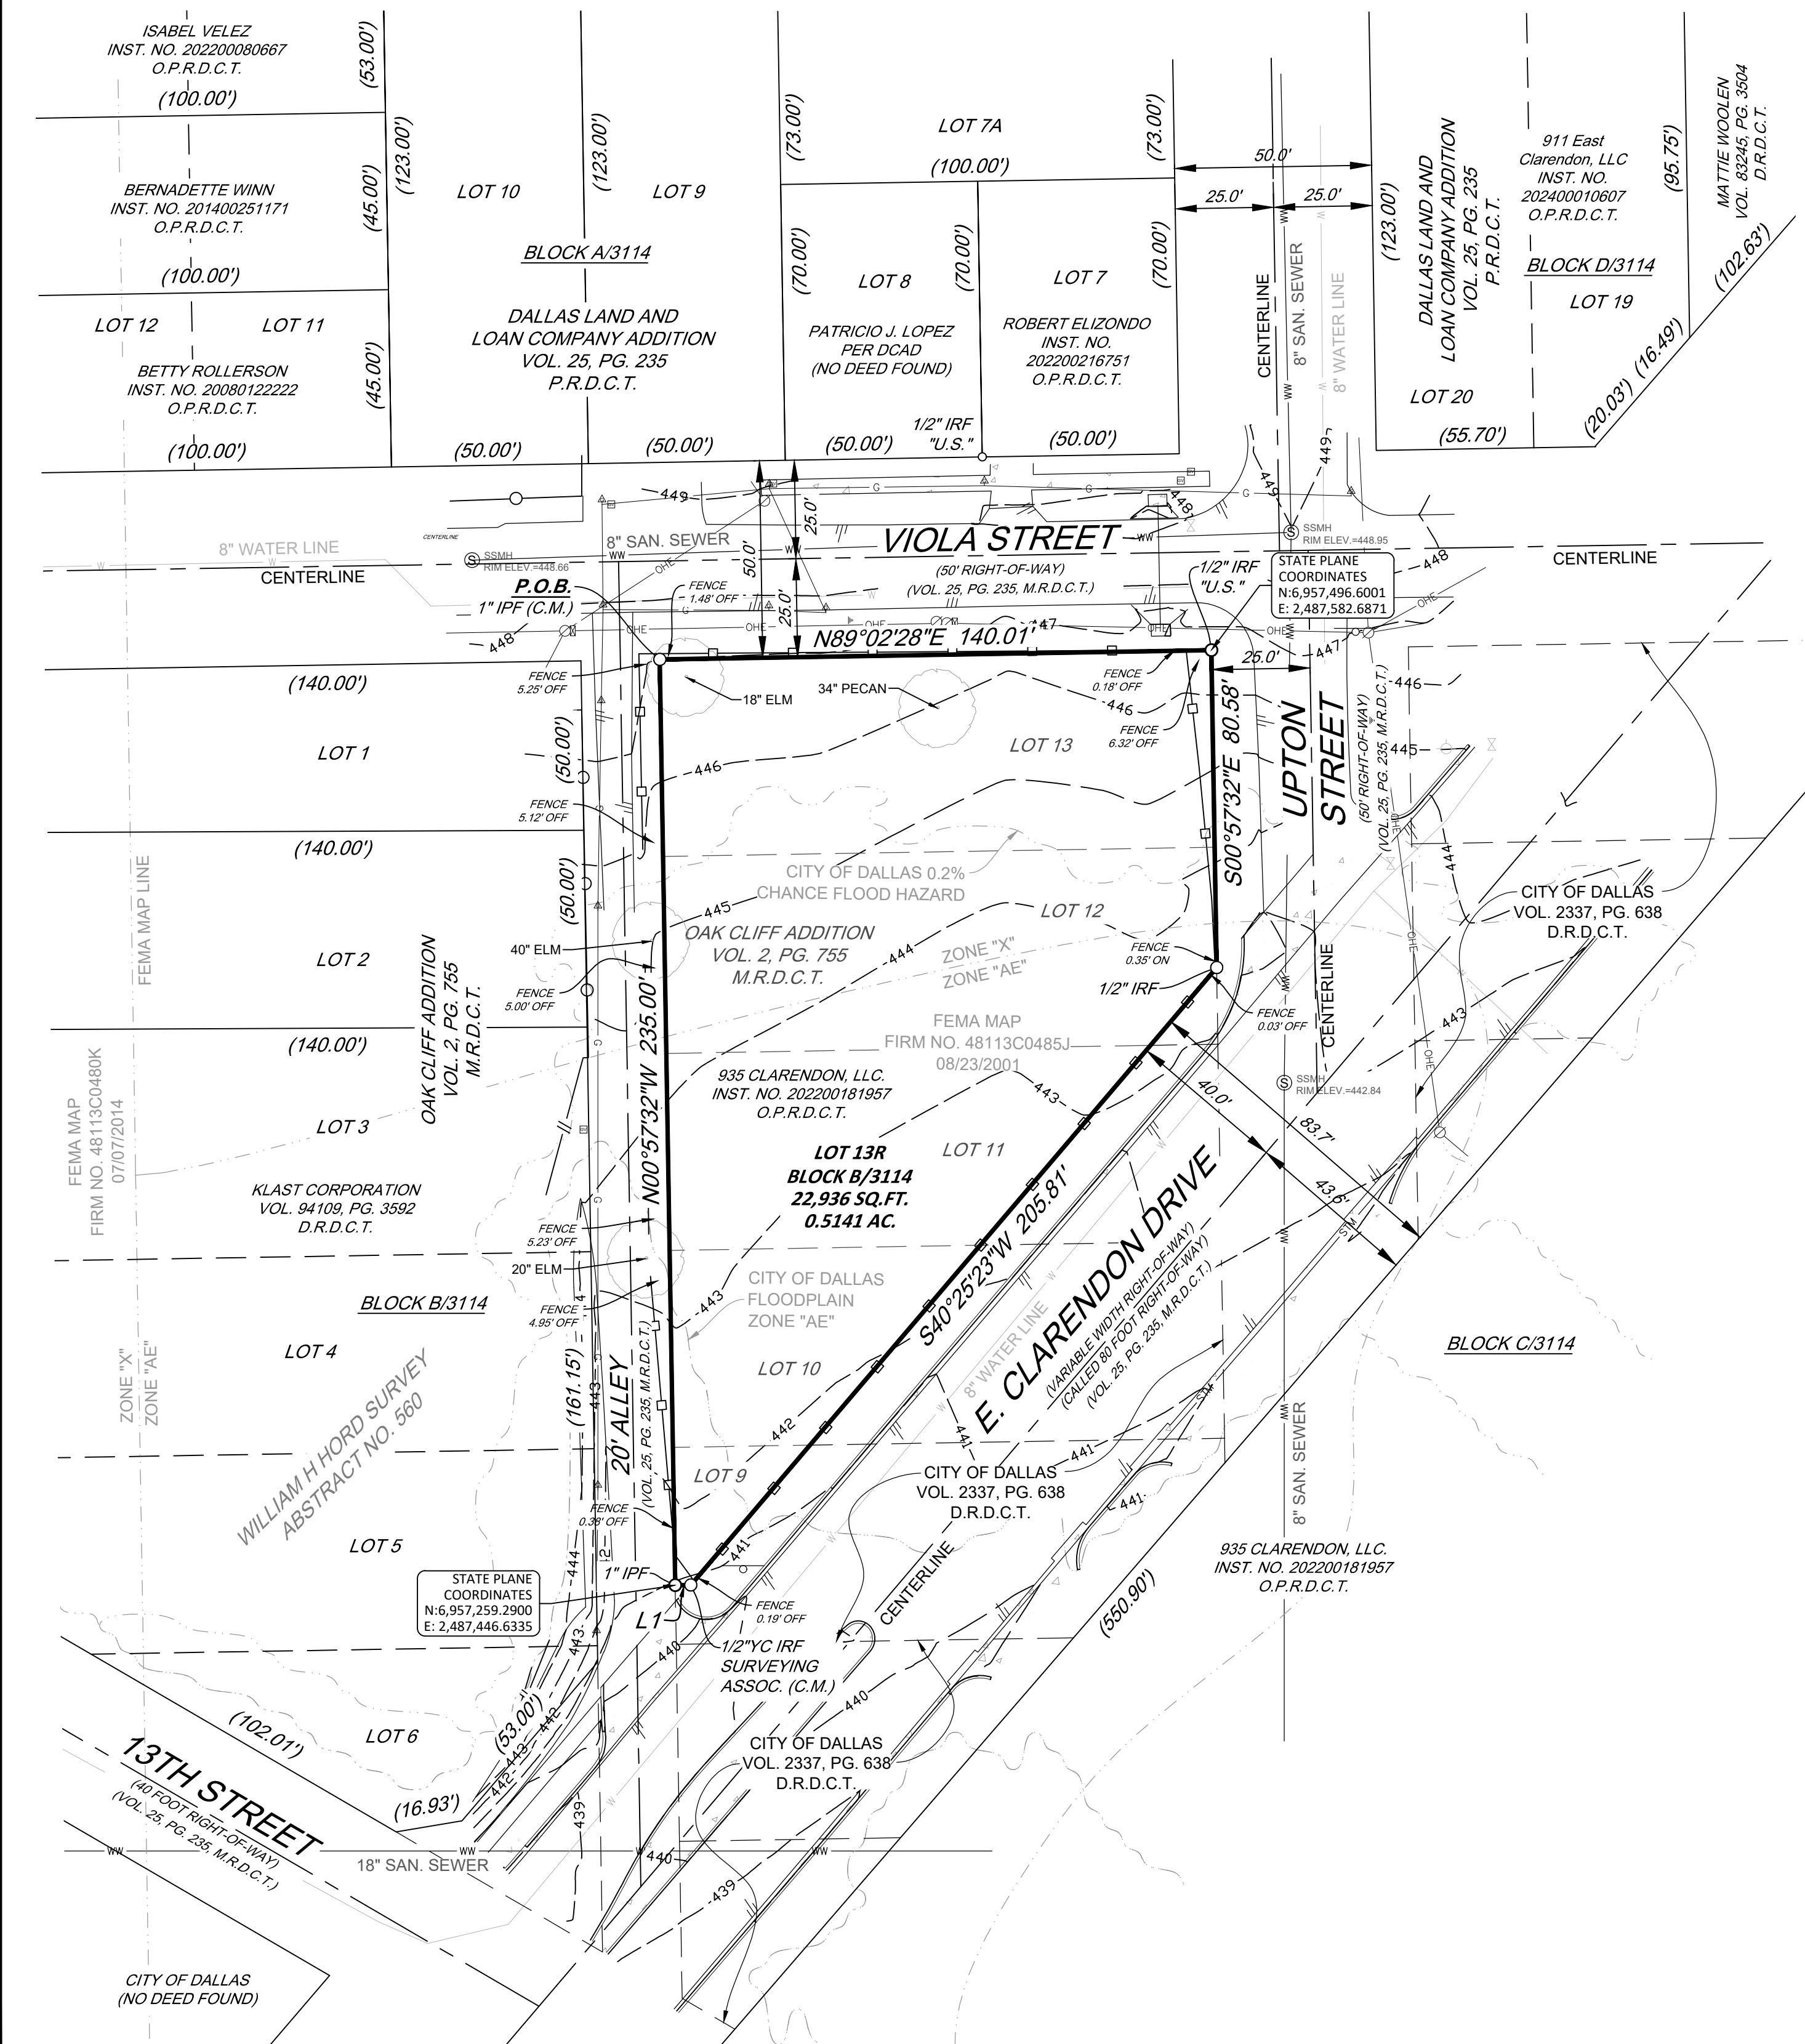 ISABEL VELEZ
INST. NO. 202200080667
O.P.R.D.C.T.
(100.00')
(53.00')
BERNADETTE WINN
INST. NO. 201400251171
O.P.R.D.C.T.
(100.00')
(45.00')
LOT 12
LOT 11
BETTY ROLLERSON
INST. NO. 20080122222
O.P.R.D.C.T.
(100.00')
(45.00')
(123.00')
LOT 10
(123.00')
LOT 9
BLOCK A/3114
DALLAS LAND AND
LOAN COMPANY ADDITION
VOL. 25, PG. 235
P.R.D.C.T.
(50.00')
(50.00')
(73.00')
LOT 7A
(100.00')
(73.00')
(70.00')
LOT 8
(70.00')
LOT 7
(70.00')
PATRICIO J. LOPEZ
PER DCAD
(NO DEED FOUND)
ROBERT ELIZONDO
INST. NO.
202200216751
O.P.R.D.C.T.
(50.00')
1/2" IRF
"U.S."
(50.00')
50.0'
25.0'
25.0'
CENTERLINE
8" SAN. SEWER
8" WATER LINE
(123.00')
DALLAS LAND AND
LOAN COMPANY ADDITION
VOL. 25, PG. 235
P.R.D.C.T.
911 East
Clarendon, LLC
INST. NO.
202400010607
O.P.R.D.C.T.
BLOCK D/3114
LOT 19
LOT 20
(55.70')
(95.75')
MATTIE WOOLEN
VOL. 83245, PG. 3504
D.R.D.C.T.
(102.63')
(16.49')
(20.03')
449
449
449
448
448
8" WATER LINE
CENTERLINE
CENTERLINE
SSMH
RIM ELEV.=448.66
8" SAN. SEWER
VIOLA STREET
(50' RIGHT-OF-WAY)
(VOL. 25, PG. 235, M.R.D.C.T.)
SSMH
RIM ELEV.=448.95
CENTERLINE
50.0'
25.0'
25.0'
P.O.B.
1" IPF (C.M.)
FENCE
1.48' OFF
1/2" IRF
"U.S."
STATE PLANE
COORDINATES
N:6,957,496.6001
E: 2,487,582.6871
448
447
447
N89°02'28"E 140.01'
25.0'
FENCE
5.25' OFF
18" ELM
34" PECAN
FENCE
0.18' OFF
FENCE
6.32' OFF
446
446
446
445
LOT 13
S00°57'32"E 80.58'
UPTON
STREET
(50' RIGHT-OF-WAY)
(VOL. 25, PG. 235, M.R.D.C.T.)
(140.00')
LOT 1
(50.00')
FENCE
5.12' OFF
(140.00')
LOT 2
(50.00')
FEMA MAP LINE
OAK CLIFF ADDITION
VOL. 2, PG. 755
M.R.D.C.T.
40" ELM
FENCE
5.00' OFF
CITY OF DALLAS 0.2%
CHANCE FLOOD HAZARD
445
LOT 12
OAK CLIFF ADDITION
VOL. 2, PG. 755
M.R.D.C.T.
444
ZONE "X"
ZONE "AE"
FENCE
0.35' ON
1/2" IRF
FENCE
0.03' OFF
CENTERLINE
444
CITY OF DALLAS
VOL. 2337, PG. 638
D.R.D.C.T.
443
SSMH
RIM ELEV.=442.84
FEMA MAP
FIRM NO. 48113C0485J
08/23/2001
N00°57'32"W 235.00'
935 CLARENDON, LLC.
INST. NO. 202200181957
O.P.R.D.C.T.
443
LOT 13R
BLOCK B/3114
22,936 SQ.FT.
0.5141 AC.
LOT 11
40.0'
83.7'
43.6'
STM
(140.00')
LOT 3
FEMA MAP
FIRM NO. 48113C0480K
07/07/2014
KLAST CORPORATION
VOL. 94109, PG. 3592
D.R.D.C.T.
FENCE
5.23' OFF
20" ELM
FENCE
4.95' OFF
BLOCK B/3114
LOT 4
ZONE "X"
ZONE "AE"
WILLIAM H HORD SURVEY
ABSTRACT NO. 560
(161.15')
443
20' ALLEY
(VOL. 25, PG. 235, M.R.D.C.T.)
443
CITY OF DALLAS
FLOODPLAIN
ZONE "AE"
LOT 10
442
S40°25'23"W 205.81'
8" WATER LINE
E. CLARENDON DRIVE
(VARIABLE WIDTH RIGHT-OF-WAY)
(CALLED 80 FOOT RIGHT-OF-WAY)
(VOL. 25, PG. 235, M.R.D.C.T.)
BLOCK C/3114
STM
LOT 9
441
441
441
441
CITY OF DALLAS
VOL. 2337, PG. 638
D.R.D.C.T.
8" SAN. SEWER
935 CLARENDON, LLC.
INST. NO. 202200181957
O.P.R.D.C.T.
FENCE
0.38' OFF
LOT 5
444
STATE PLANE
COORDINATES
N:6,957,259.2900
E: 2,487,446.6335
1" IPF
L1
FENCE
0.19' OFF
1/2"YC IRF
SURVEYING
ASSOC. (C.M.)
CENTERLINE
(550.90')
443
440
440
442
443
442
(53.00')
(102.01')
LOT 6
(16.93')
13TH STREET
(40 FOOT RIGHT-OF-WAY)
(VOL. 25, PG. 235, M.R.D.C.T.)
18" SAN. SEWER
439
440
439
CITY OF DALLAS
VOL. 2337, PG. 638
D.R.D.C.T.
CITY OF DALLAS
(NO DEED FOUND)